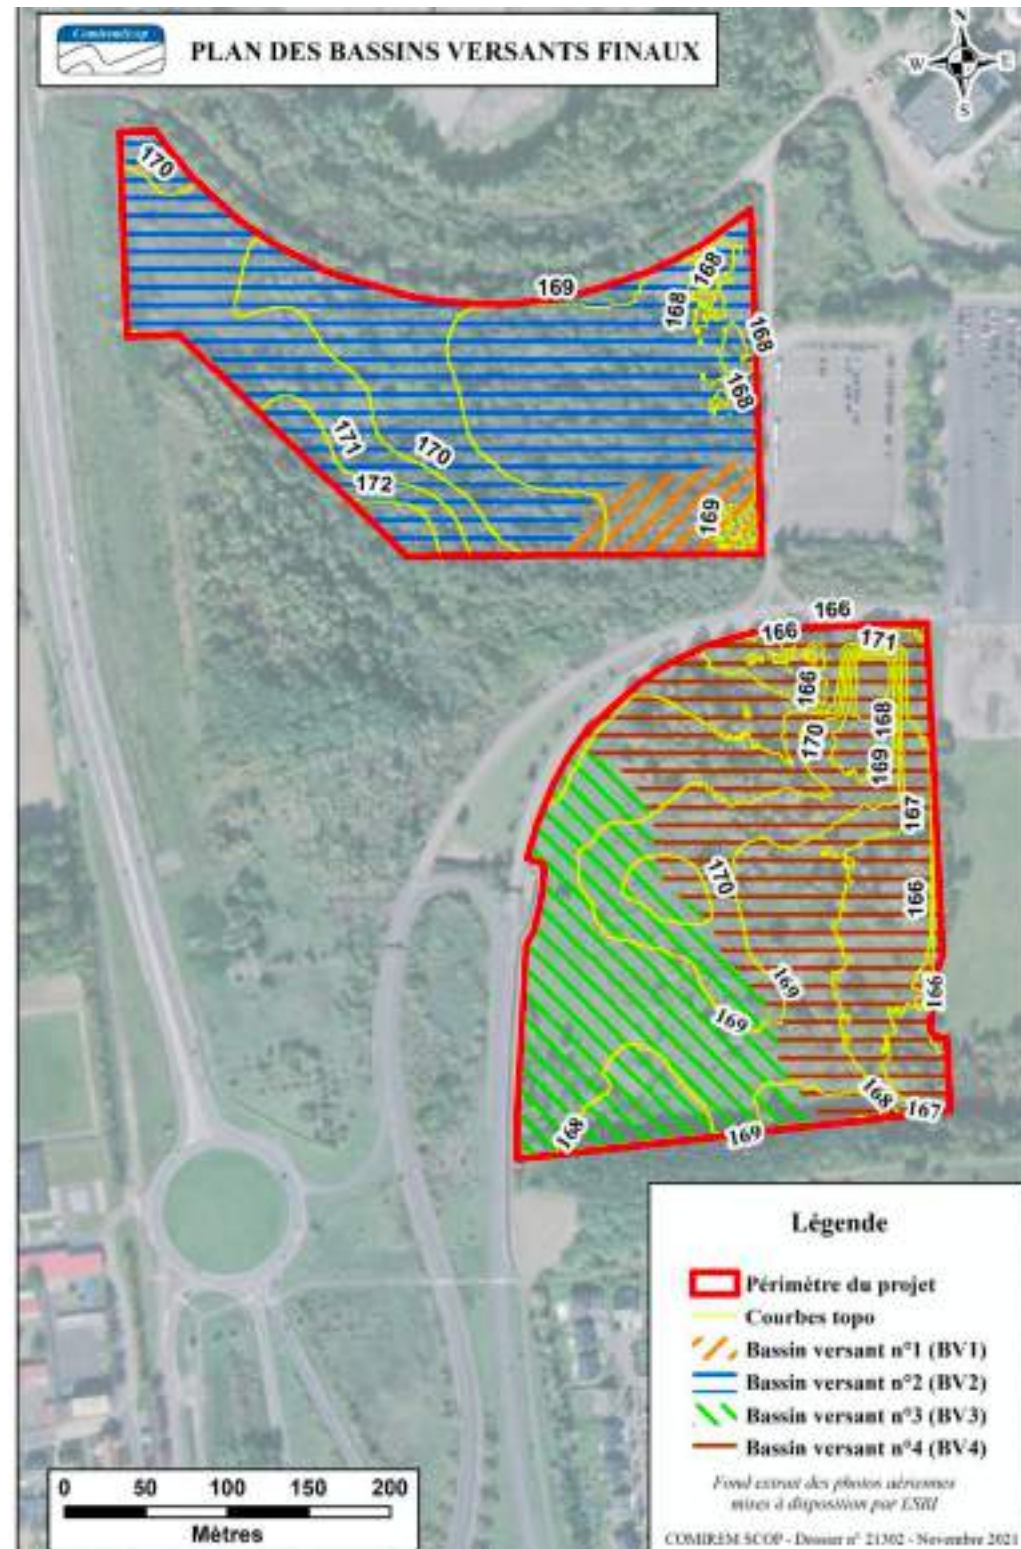 Comiremscop
PLAN DES BASSINS VERSANTS FINAUX
N
W E
S
170
169
168
168
168
168
171
170
172
169
166
166
171
166
168
170
169
167
170
166
169
166
169
168
168
167
169
Légende
Périmètre du projet
Courbes topo
Bassin versant n°1 (BV1)
Bassin versant n°2 (BV2)
Bassin versant n°3 (BV3)
Bassin versant n°4 (BV4)
Fond extrait des photos aériennes
mises à disposition par ESRI
COMIREM SCOP - Dossier n° 21302 - Novembre 2021
0 50 100 150 200
Mètres